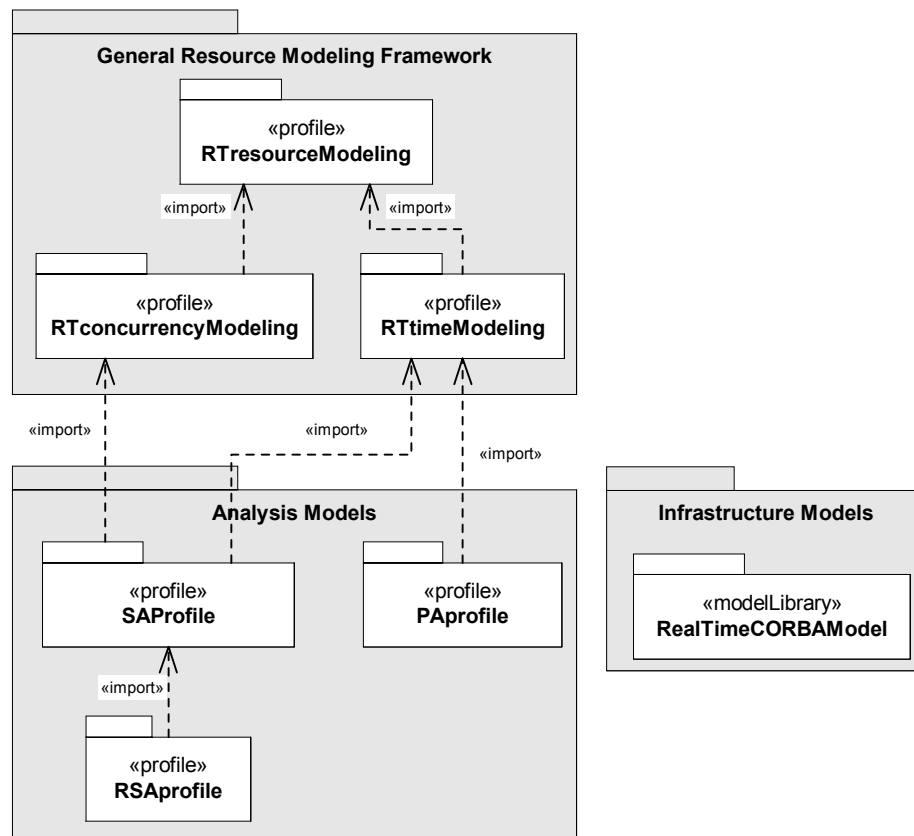 General Resource Modeling Framework
«profile»
RTresourceModeling
«import»
«import»
«profile»
RTconcurrencyModeling
«profile»
RTtimeModeling
«import»
«import»
«import»
Analysis Models
«profile»
SAProfile
«profile»
PAprofile
«import»
«profile»
RSAprofile
Infrastructure Models
«modelLibrary»
RealTimeCORBAModel